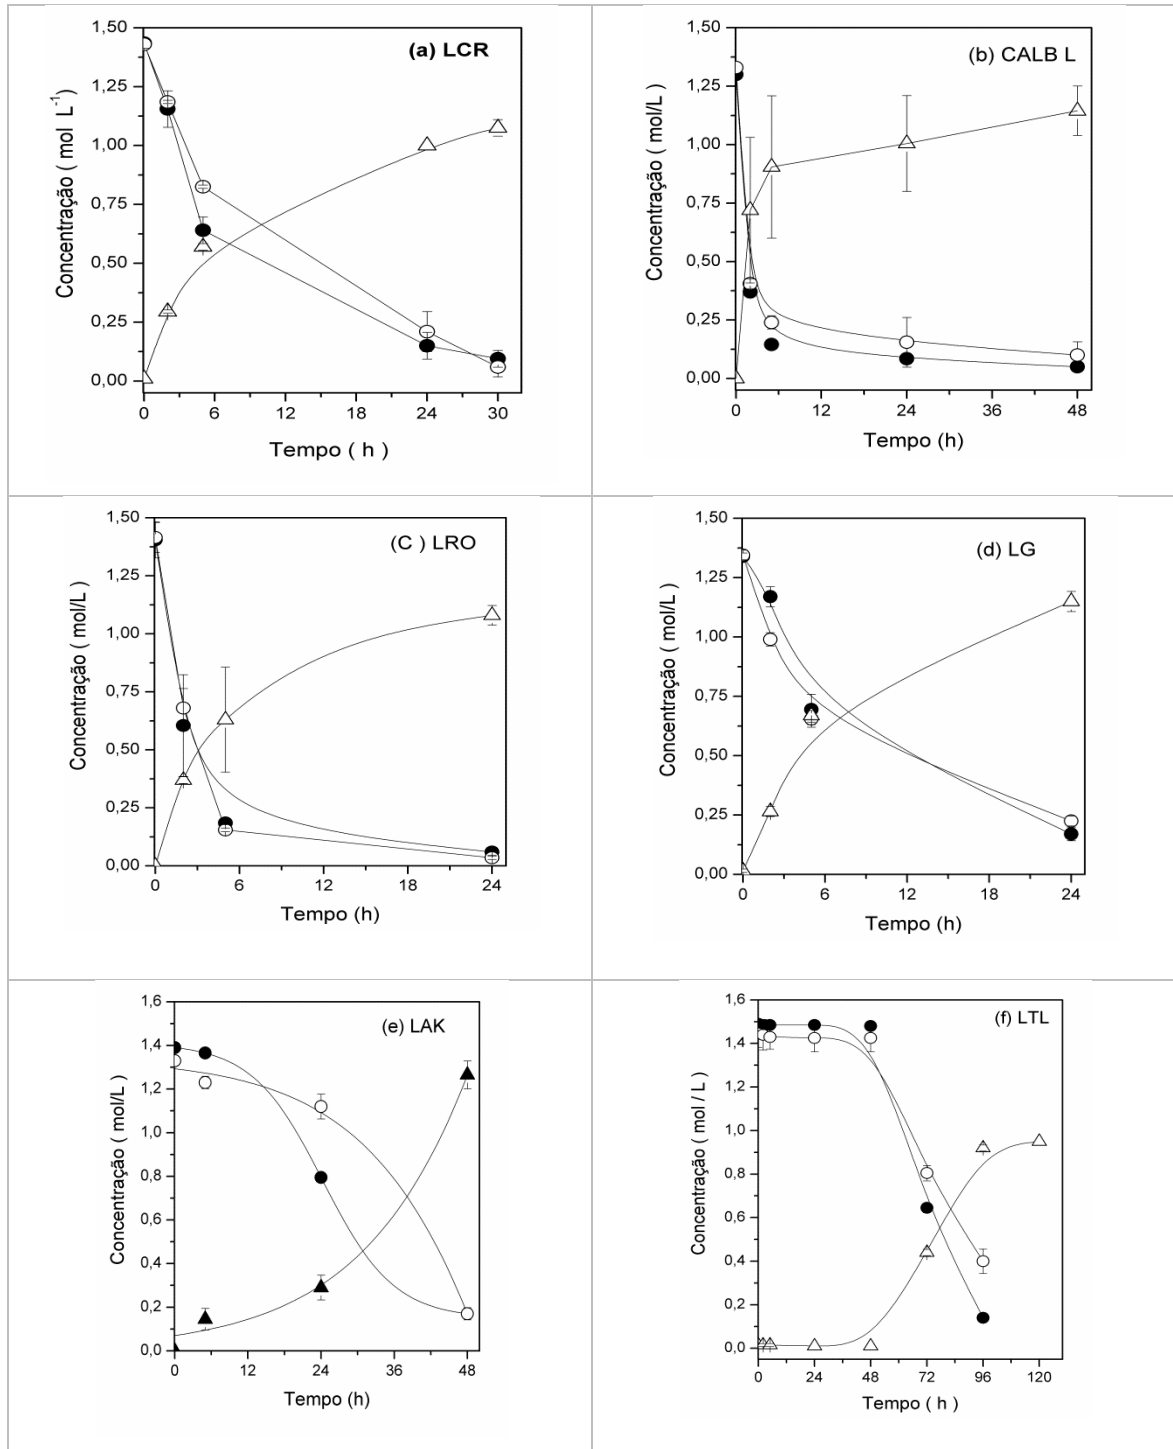 (a) LCR
Concentração ( mol L⁻¹)
1,50
1,25
1,00
0,75
0,50
0,25
0,00
0 6 12 18 24 30
Tempo ( h )
(b) CALB L
Concentração ( mol/L )
1,50
1,25
1,00
0,75
0,50
0,25
0,00
0 12 24 36 48
Tempo (h)
(C ) LRO
Concentração ( mol/L )
1,50
1,25
1,00
0,75
0,50
0,25
0,00
0 6 12 18 24
Tempo (h)
(d) LG
Concentração ( mol/L )
1,50
1,25
1,00
0,75
0,50
0,25
0,00
0 6 12 18 24
Tempo (h)
(e) LAK
Concentração ( mol/L )
1,6
1,4
1,2
1,0
0,8
0,6
0,4
0,2
0,0
0 12 24 36 48
Tempo (h)
(f) LTL
Concentração ( mol / L )
1,6
1,4
1,2
1,0
0,8
0,6
0,4
0,2
0,0
0 24 48 72 96 120
Tempo ( h )